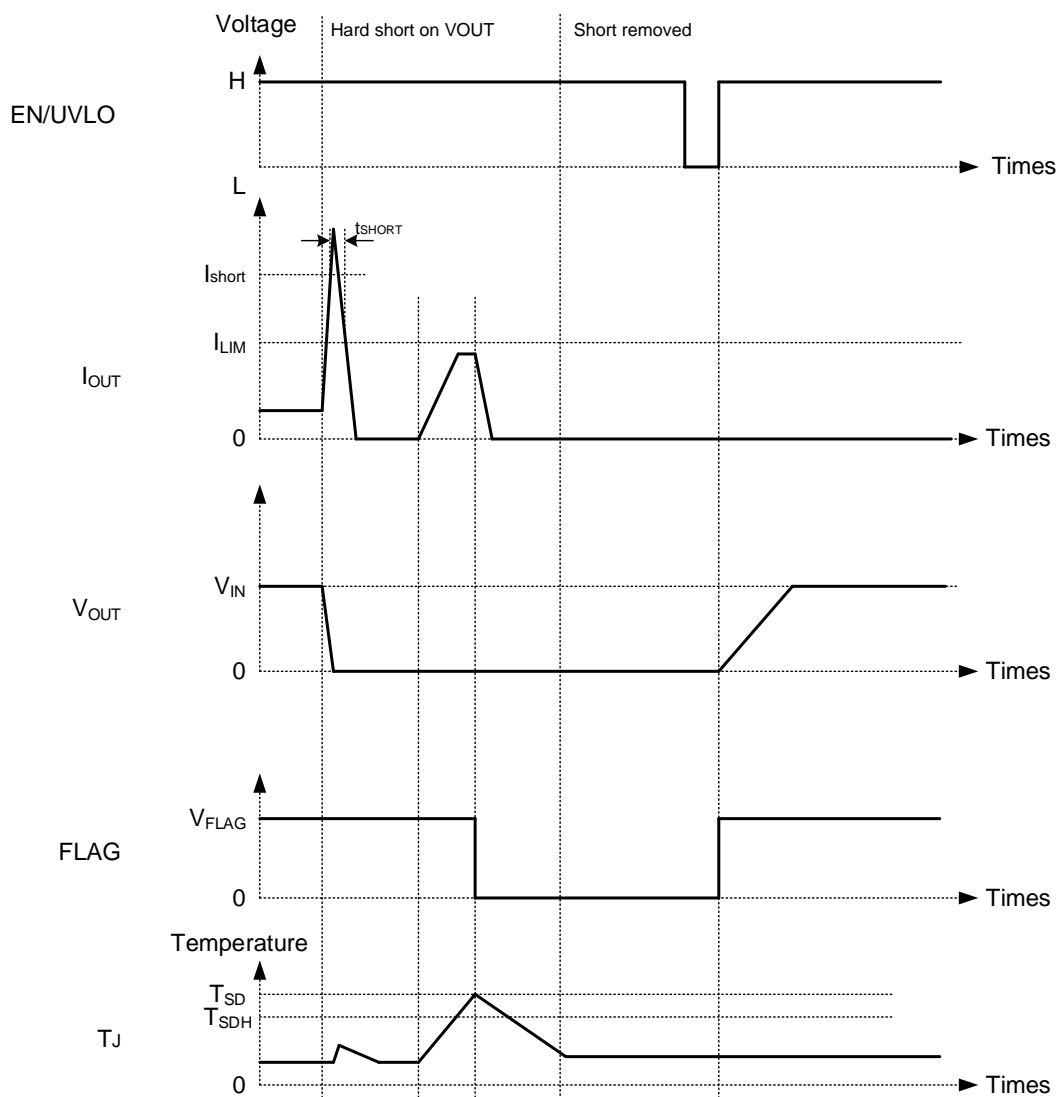 Voltage
Hard short on VOUT
Short removed
H
EN/UVLO
Times
L
tSHORT
Ishort
ILIM
IOUT
0
Times
VIN
VOUT
0
Times
VFLAG
FLAG
0
Times
Temperature
TSD
TSDH
TJ
0
Times